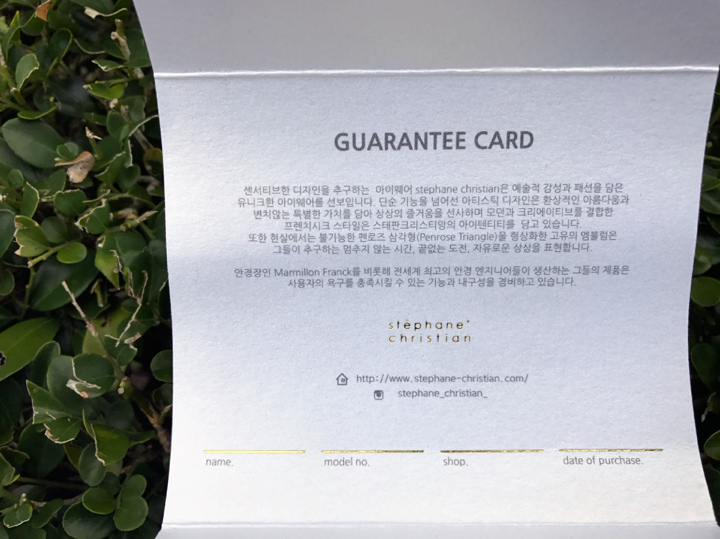 GUARANTEE CARD
센서티브한 디자인을 추구하는 아이웨어 stephane christian은 예술적 감성과 패션을 담은
유니크한 아이웨어를 선보입니다. 단순 기능을 넘어선 아티스틱 디자인은 환상적인 아름다움과
변치않는 특별한 가치를 담아 상상의 즐거움을 선사하며 모던과 크리에이티브를 결합한
프렌치시크 스타일은 스테판크리스티앙의 아이텐티티를 담고 있습니다.
또한 현실에서는 불가능한 펜로즈 삼각형(Penrose Triangle)을 형상화한 고유의 엠블럼은
그들이 추구하는 멈추지 않는 시간, 끝없는 도전, 자유로운 상상을 표현합니다.
안경장인 Marmillon Franck를 비롯해 전세계 최고의 안경 엔지니어들이 생산하는 그들의 제품은
사용자의 욕구를 충족시킬 수 있는 기능과 내구성을 겸비하고 있습니다.
stēphane+
christian
http://www.stephane-christian.com/
stephane_christian_
name. model no. shop. date of purchase.